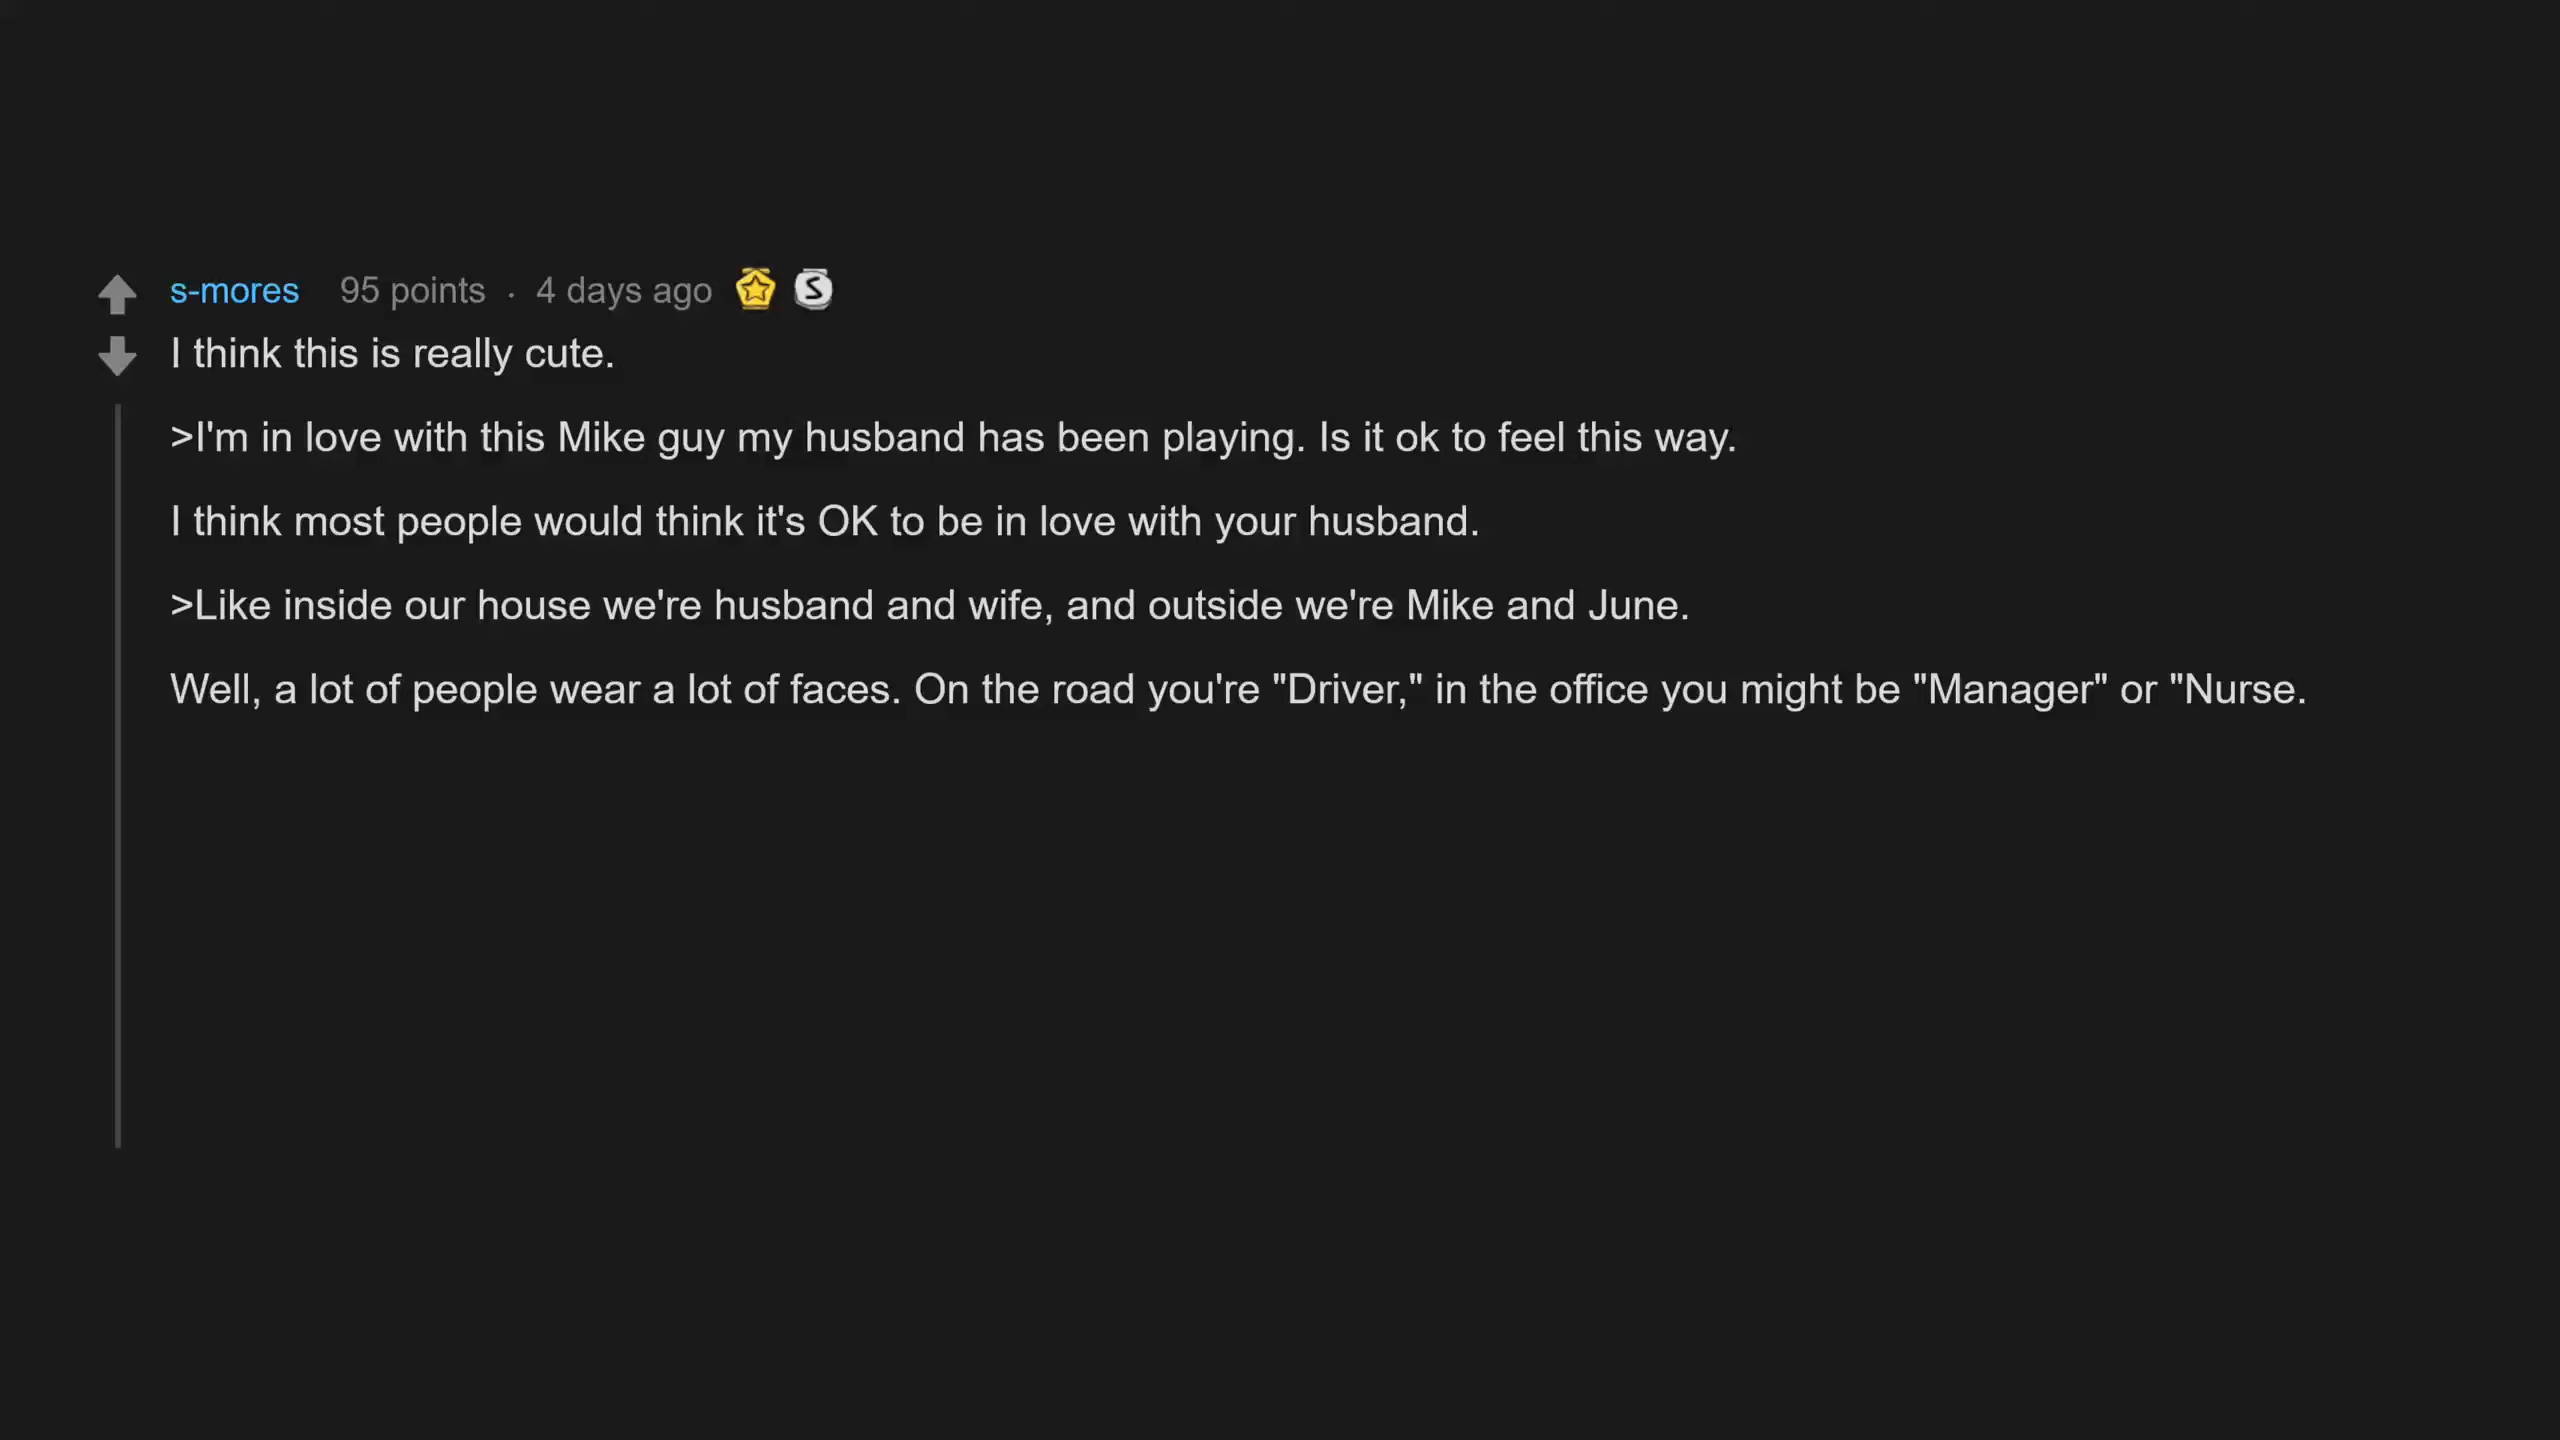 s-mores 95 points · 4 days ago
I think this is really cute.
>I'm in love with this Mike guy my husband has been playing. Is it ok to feel this way.
I think most people would think it's OK to be in love with your husband.
>Like inside our house we're husband and wife, and outside we're Mike and June.
Well, a lot of people wear a lot of faces. On the road you're "Driver," in the office you might be "Manager" or "Nurse.